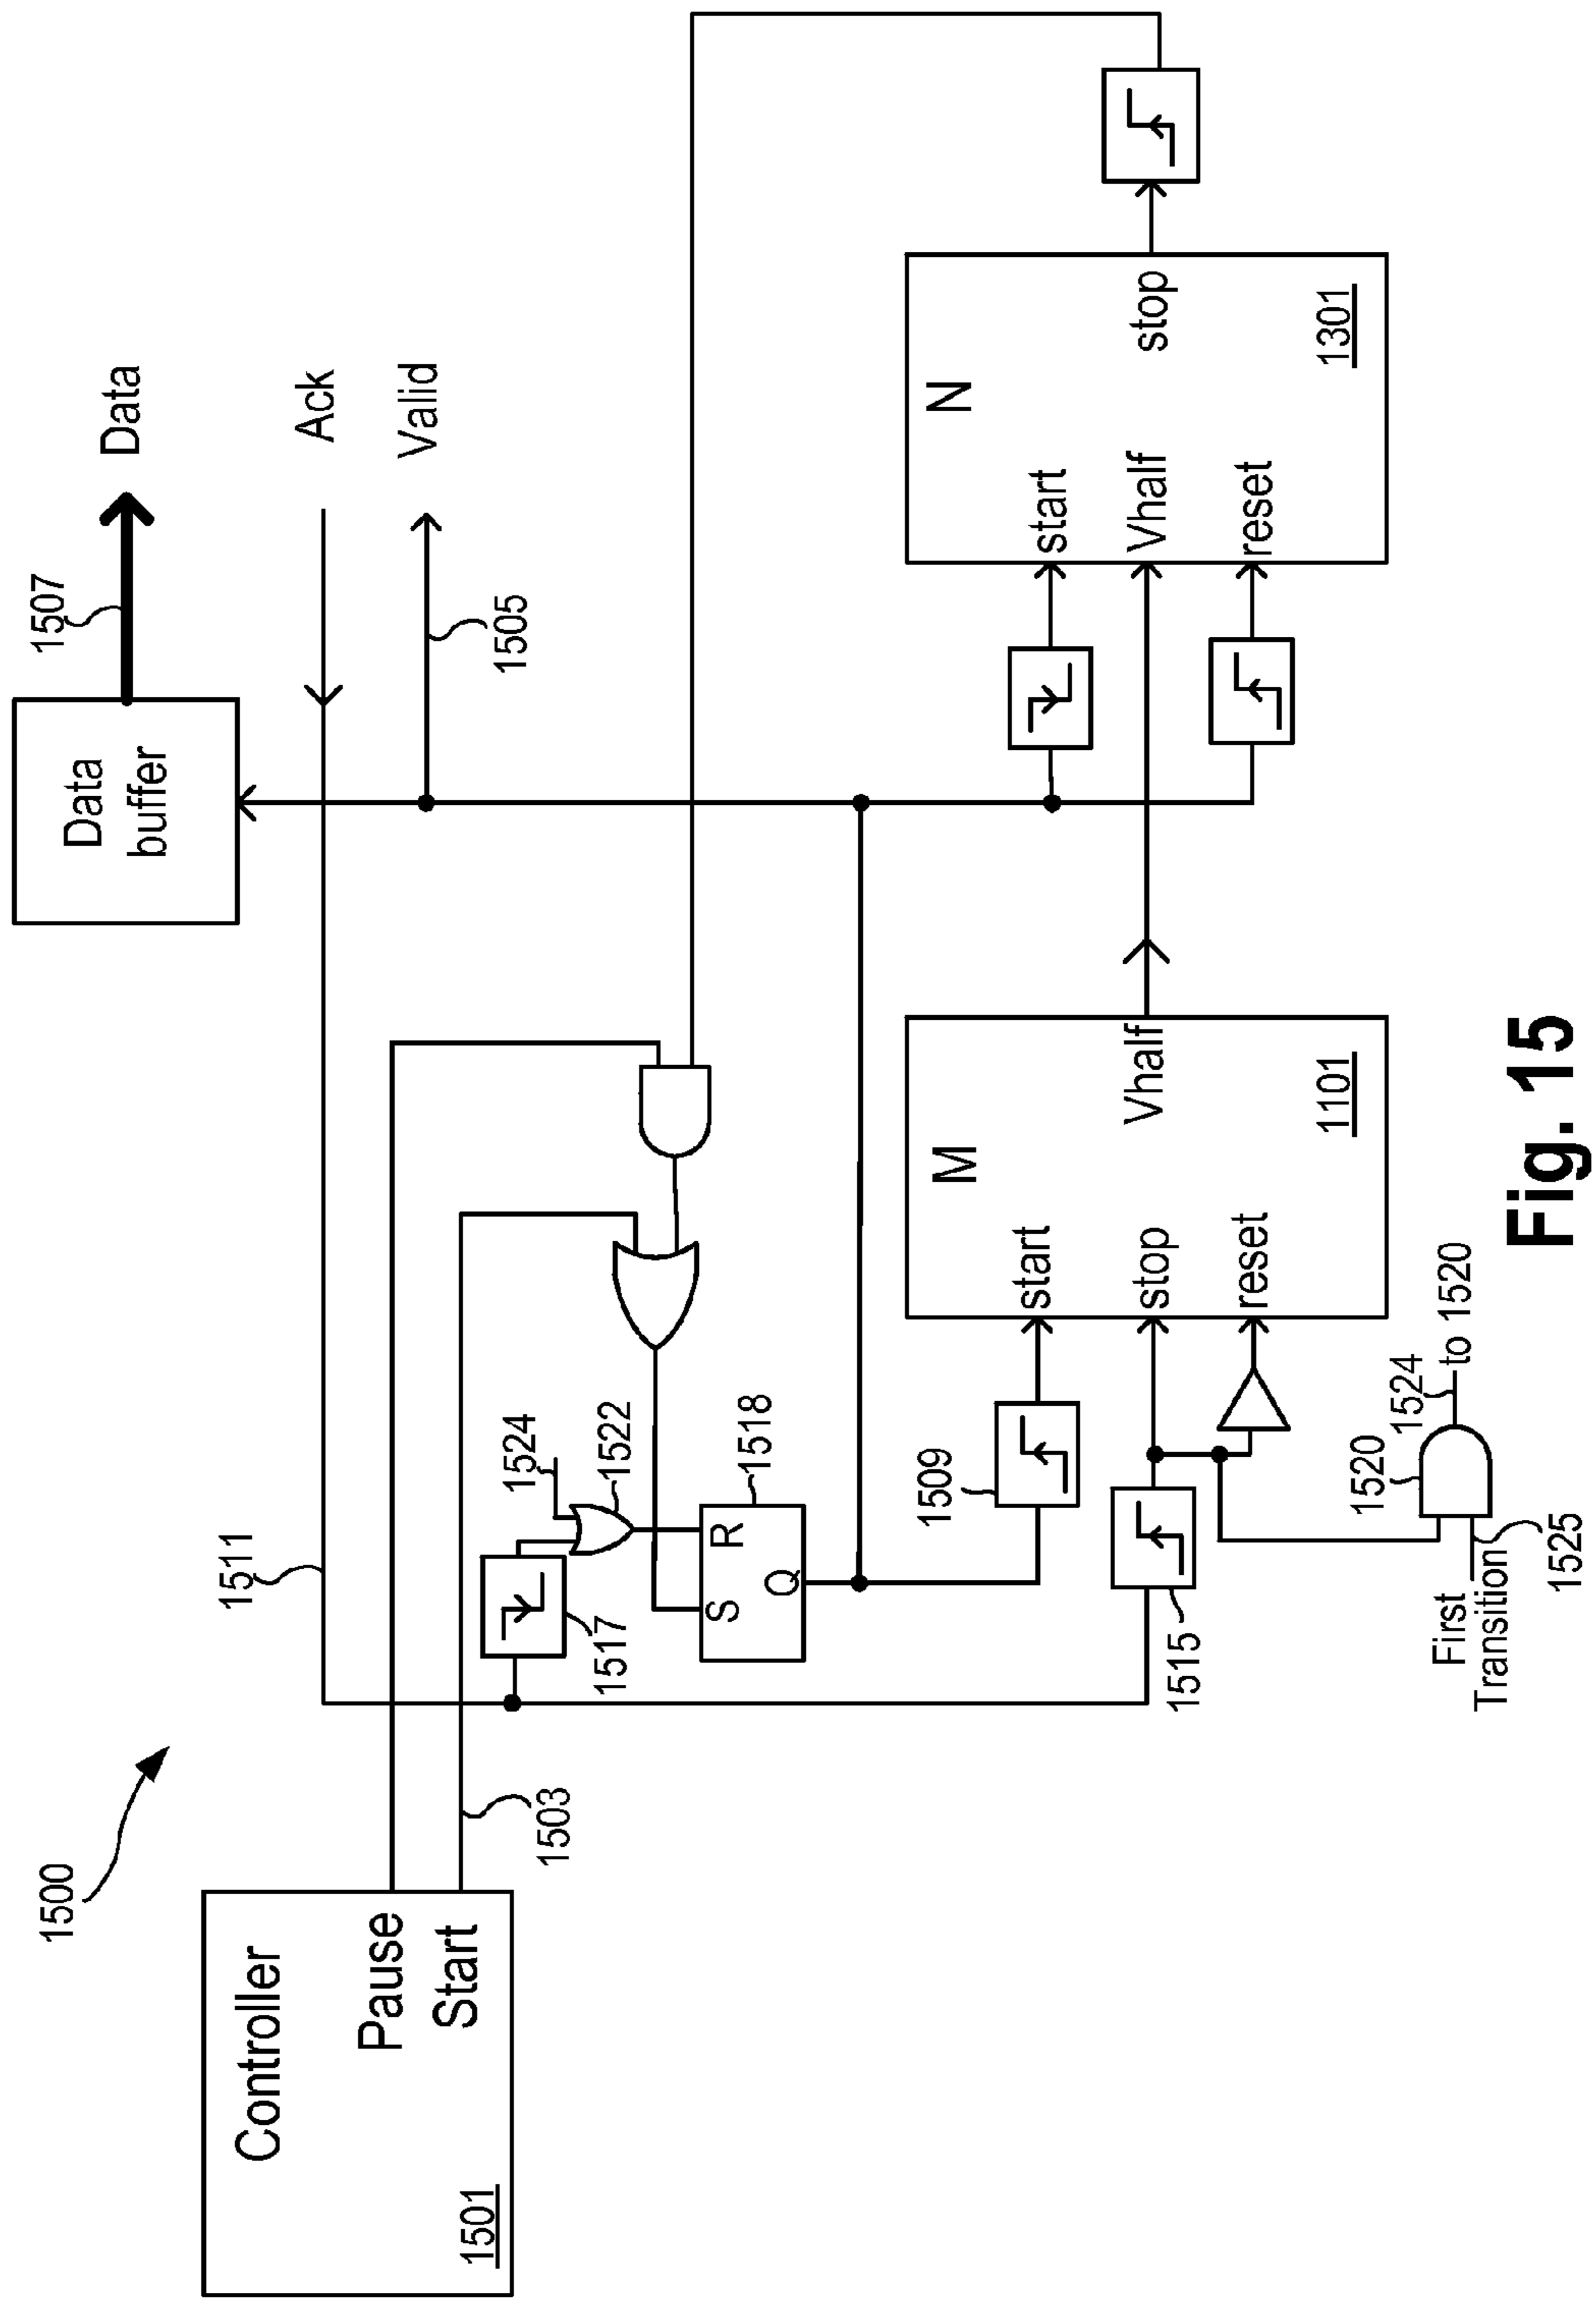 1500
Controller
Pause
Start
1501
1503
1511
1517
1524
1522
S
R
Q
1518
Data
buffer
1507
Data
Ack
Valid
1505
1509
1515
M
start
stop
reset
Vhalf
1101
N
start
Vhalf
reset
stop
1301
First
Transition
1525
1520
1524
to 1520
Fig. 15